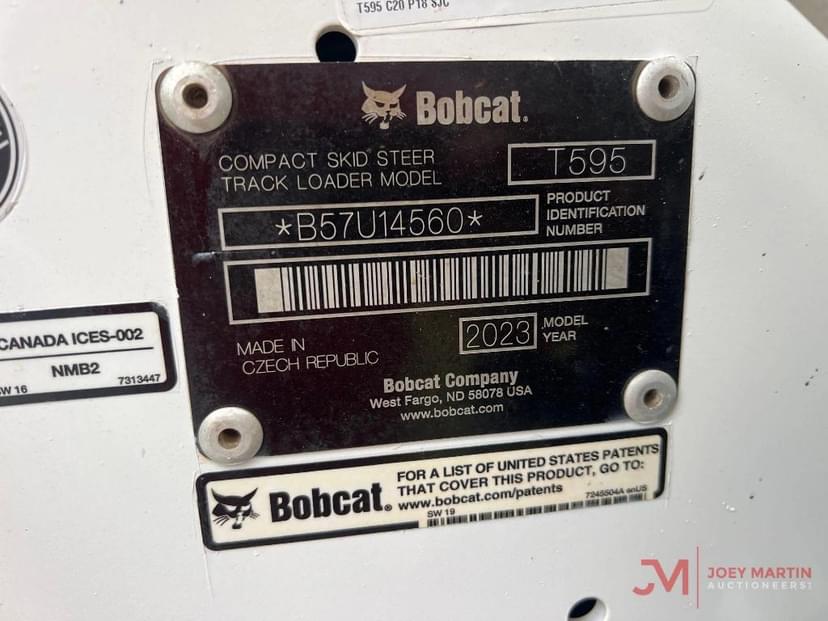 T595 C20 P18 SJC
Bobcat®
COMPACT SKID STEER
TRACK LOADER MODEL
T595
*B57U14560*
PRODUCT
IDENTIFICATION
NUMBER
MADE IN
CZECH REPUBLIC
2023
MODEL
YEAR
Bobcat Company
West Fargo, ND 58078 USA
www.bobcat.com
CANADA ICES-002
NMB2
SW 16
7313447
Bobcat®
FOR A LIST OF UNITED STATES PATENTS
THAT COVER THIS PRODUCT, GO TO:
www.bobcat.com/patents
7245504A enUS
SW 19
JM
JOEY MARTIN
AUCTIONEERS